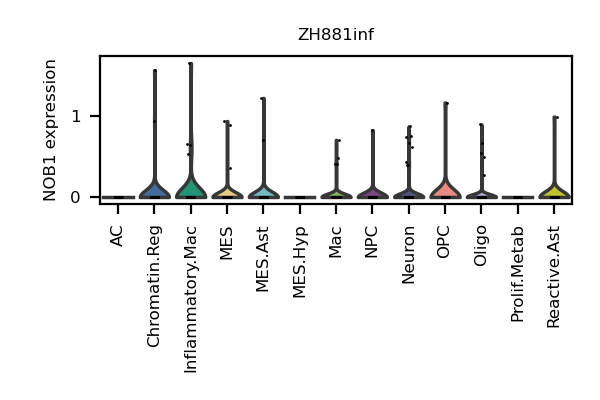 ZH881inf
NOB1 expression
1
0
AC
Chromatin.Reg
Inflammatory.Mac
MES
MES.Ast
MES.Hyp
Mac
NPC
Neuron
OPC
Oligo
Prolif.Metab
Reactive.Ast